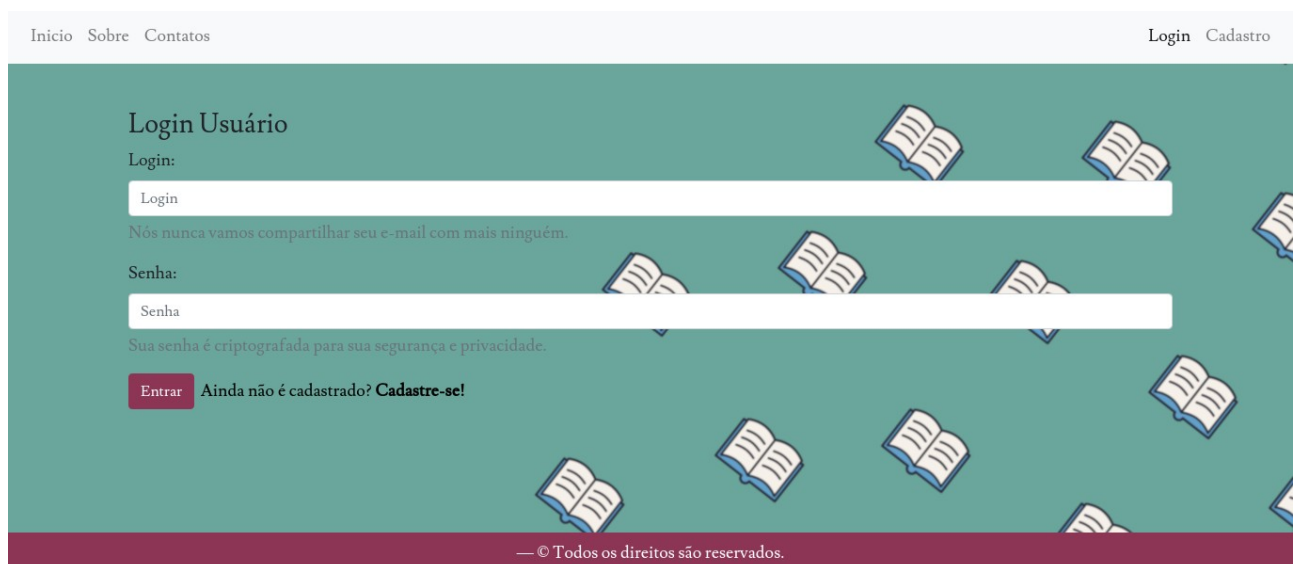 Inicio Sobre Contatos Login Cadastro
Login Usuário
Login:
Login
Nós nunca vamos compartilhar seu e-mail com mais ninguém.
Senha:
Senha
Sua senha é criptografada para sua segurança e privacidade.
Entrar Ainda não é cadastrado? Cadastre-se!
— © Todos os direitos são reservados.